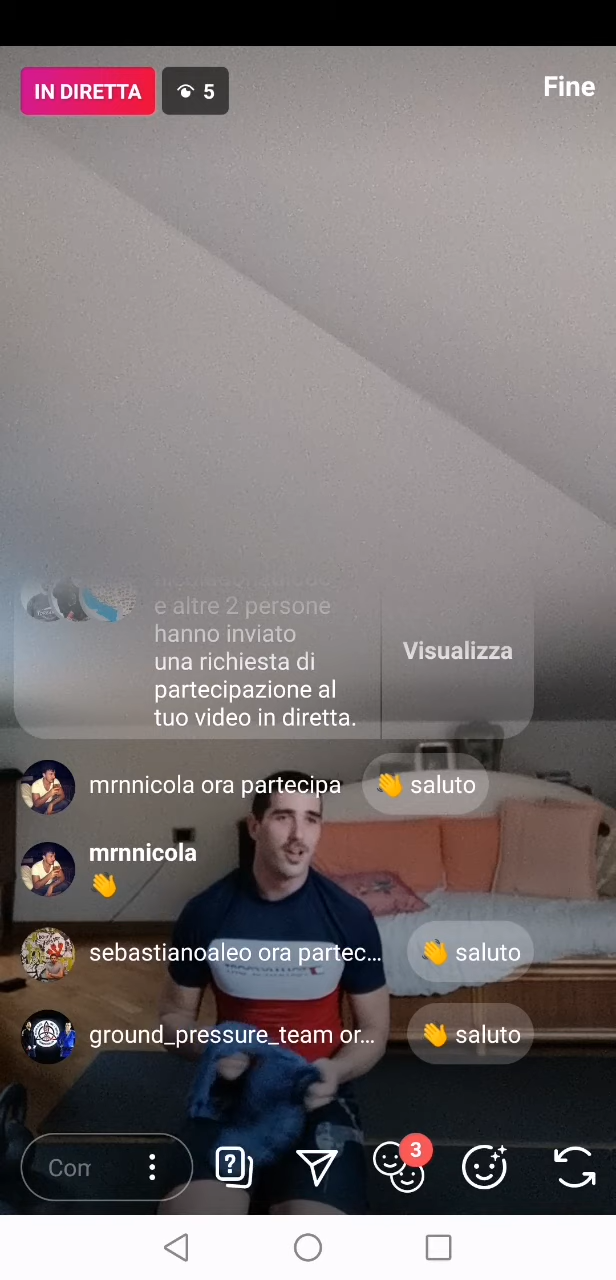 IN DIRETTA
5
Fine
e altre 2 persone
hanno inviato
una richiesta di
partecipazione al
tuo video in diretta.
Visualizza
mrnnicola ora partecipa
👋 saluto
mrnnicola
👋
sebastianoaleo ora partec...
👋 saluto
ground_pressure_team or...
👋 saluto
3
Com